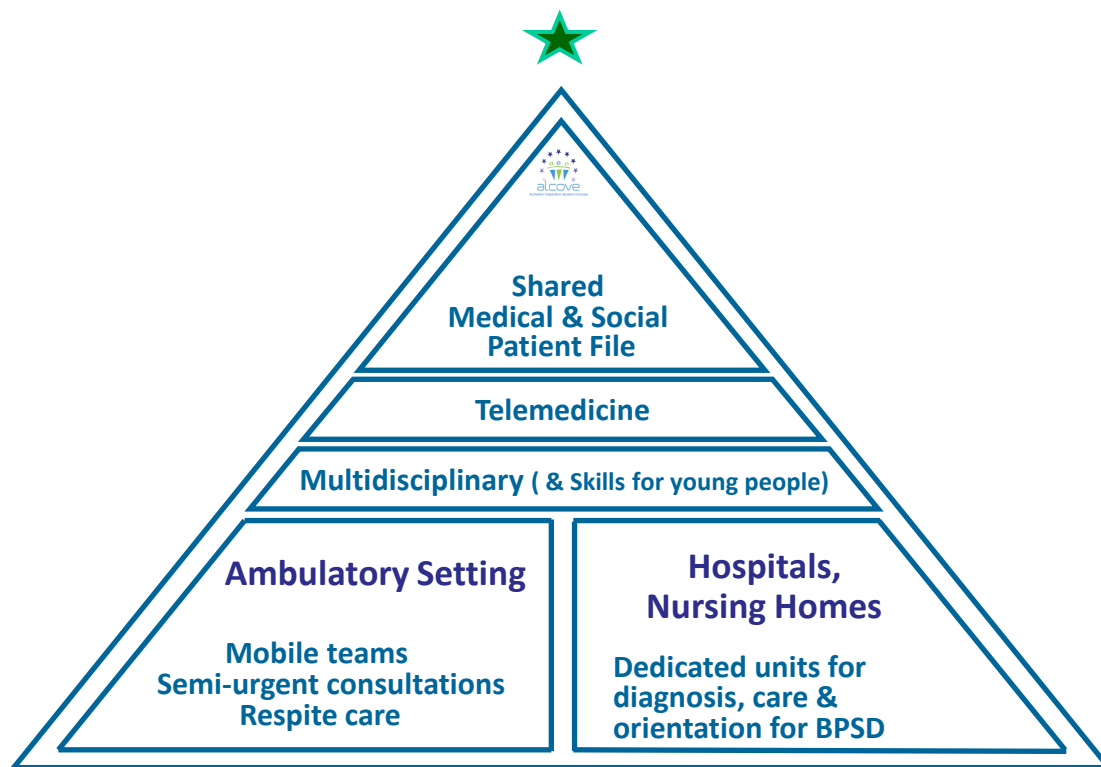 alcove
Shared
Medical & Social
Patient File
Telemedicine
Multidisciplinary ( & Skills for young people)
Ambulatory Setting
Mobile teams
Semi-urgent consultations
Respite care
Hospitals,
Nursing Homes
Dedicated units for
diagnosis, care &
orientation for BPSD